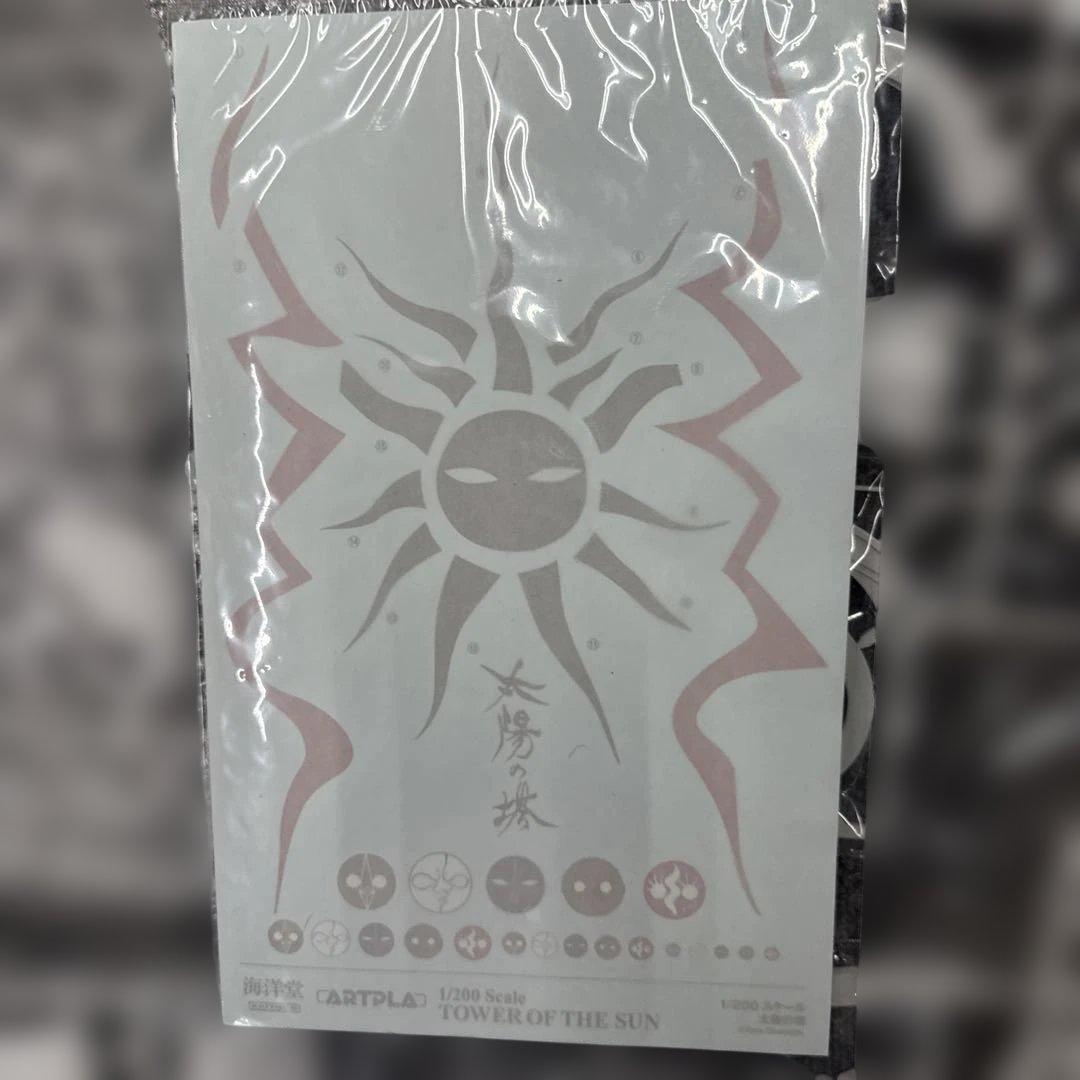 太陽の塔
海洋堂
ARTPLA
1/200 Scale
TOWER OF THE SUN
1/200 スケール
太陽の塔